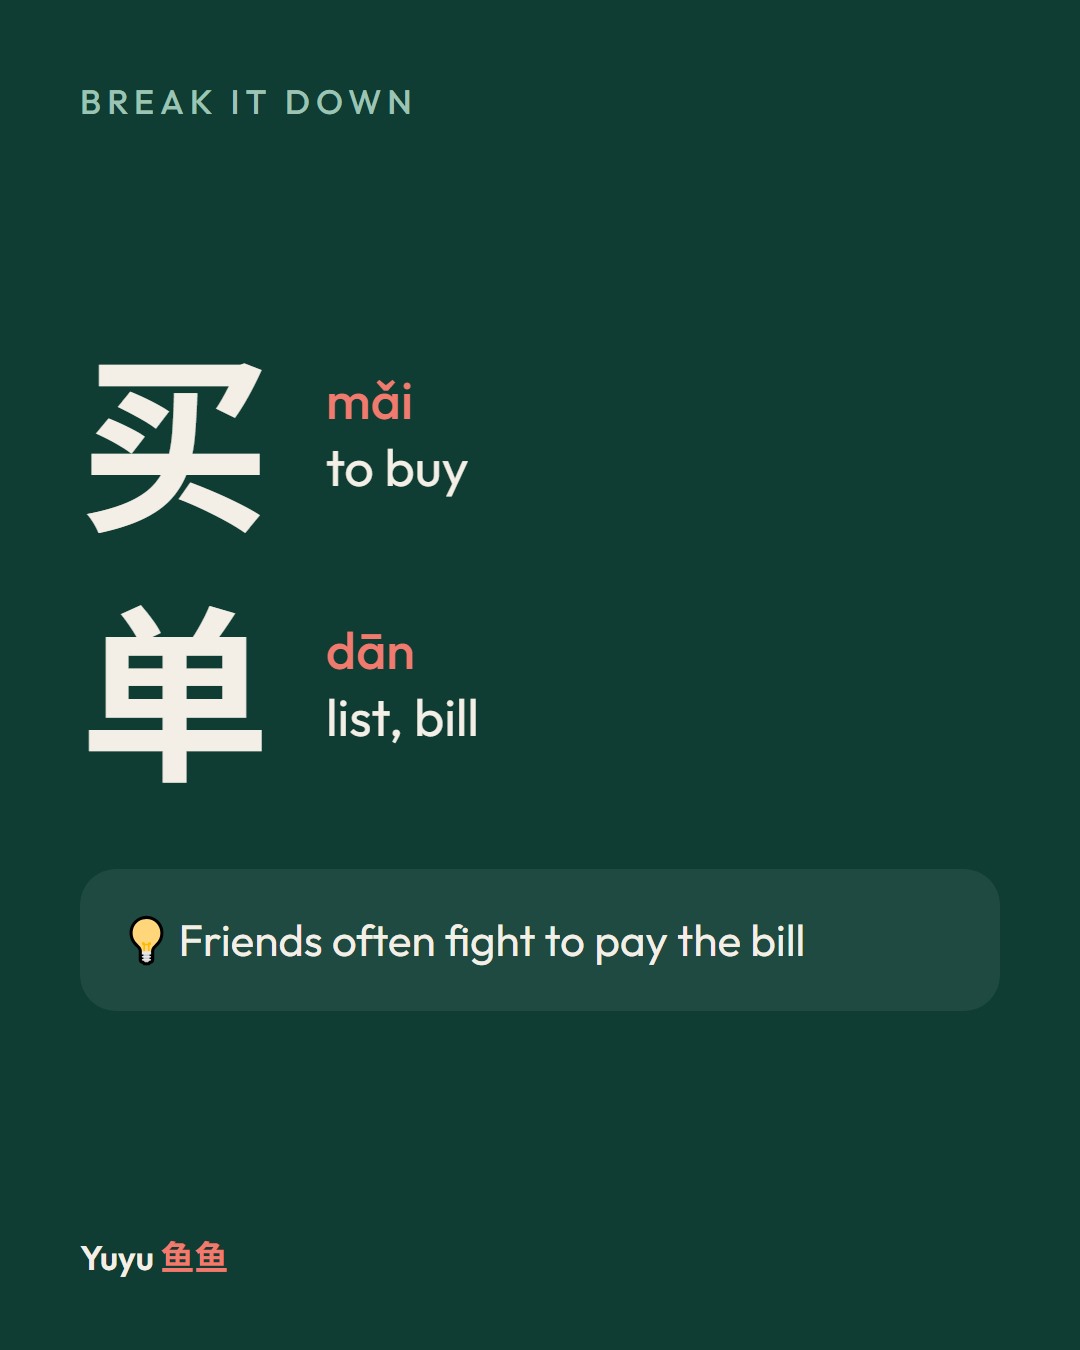 BREAK IT DOWN
买
mǎi
to buy
单
dān
list, bill
💡 Friends often fight to pay the bill
Yuyu 鱼鱼